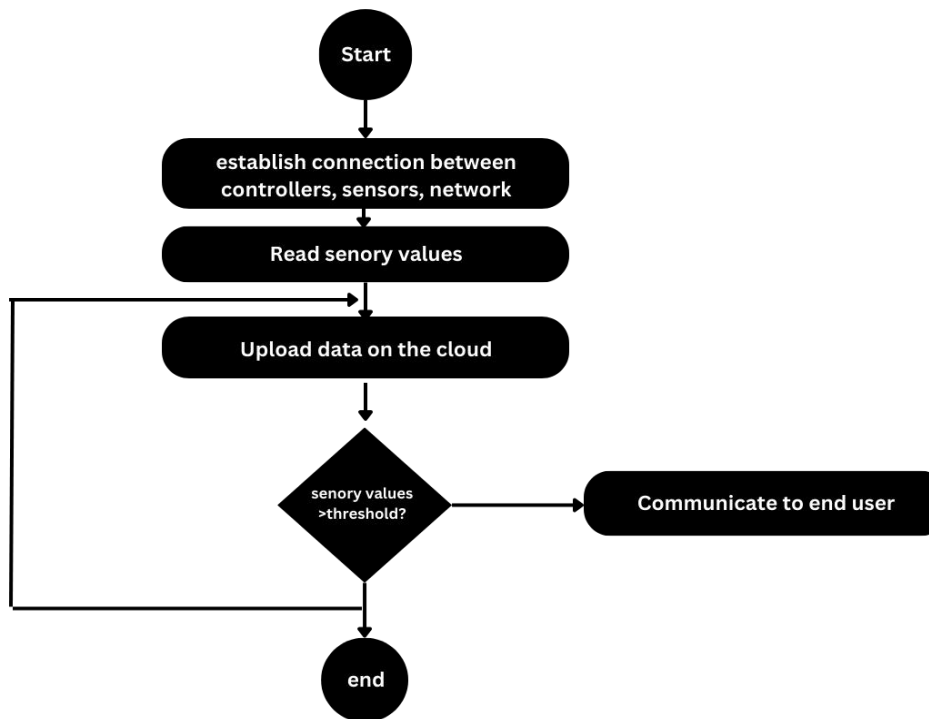 Start
establish connection between
controllers, sensors, network
Read senory values
Upload data on the cloud
senory values
>threshold?
Communicate to end user
end